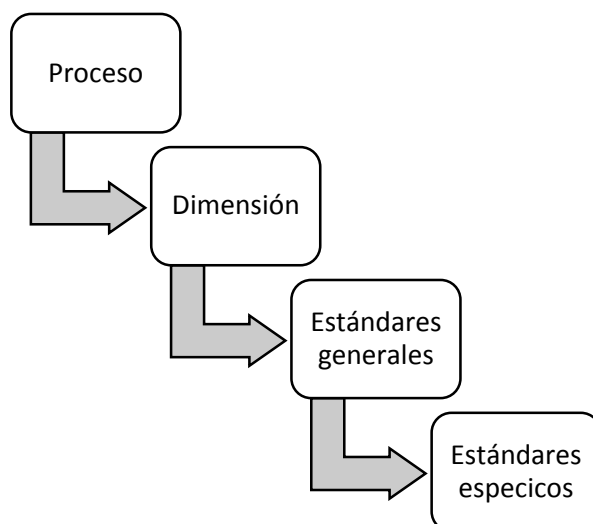 Proceso
Dimensión
Estándares
generales
Estándares
especicos